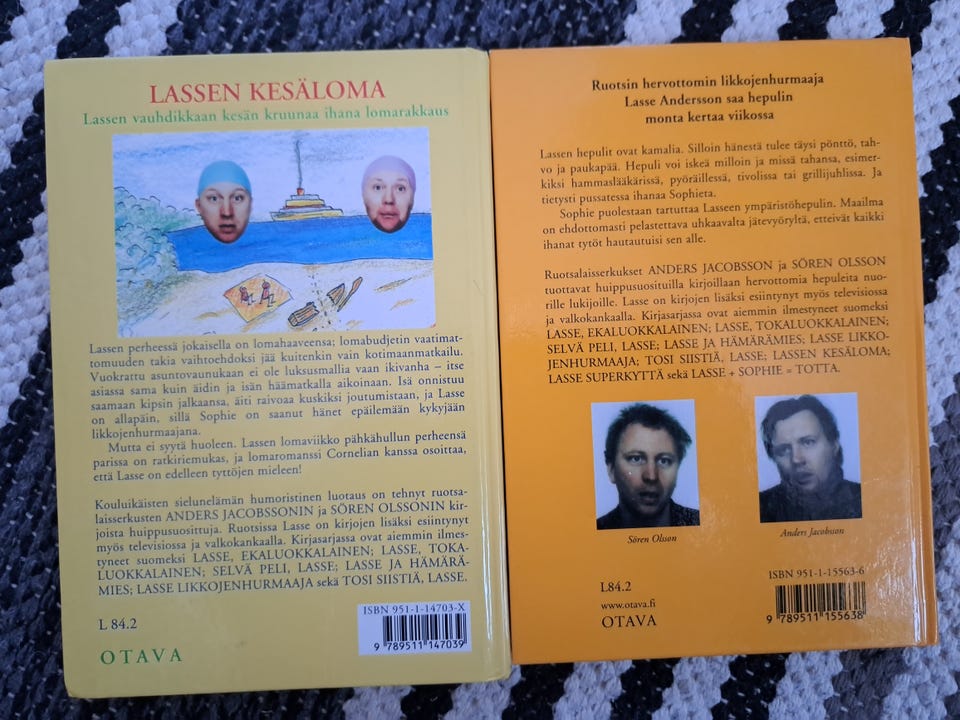 LASSEN KESÄLOMA
Lassen vauhdikkaan kesän kruunaa ihana lomarakkaus
Lassen perheessä jokaisella on lomahaaveensa; lomabudjetin vaatimat-
tomuuden takia vaihtoehdoksi jää kuitenkin vain kotimaanmatkailu.
Vuokrattu asuntovaunukaan ei ole luksusmallia vaan ikivanha – itse
asiassa sama kuin äidin ja isän häämatkalla aikoinaan. Isä onnistuu
saamaan kipsin jalkaansa, äiti raivoaa kuskiksi joutumistaan, ja Lasse
on allapäin, sillä Sophie on saanut hänet epäilemään kykyjään
likkojenhurmaajana.
Mutta ei syytä huoleen. Lassen lomaviikko pähkähullun perheensä
parissa on ratkiriemukas, ja lomaromanssi Cornelian kanssa osoittaa,
että Lasse on edelleen tyttöjen mieleen!
Kouluikäisten sielunelämän humoristinen luotaus on tehnyt ruotsa-
laisserkusten ANDERS JACOBSSONIN ja SÖREN OLSSONIN kir-
joista huippusuosittuja. Ruotsissa Lasse on kirjojen lisäksi esiintynyt
myös televisiossa ja valkokankaalla. Kirjasarjassa ovat aiemmin ilmes-
tyneet suomeksi LASSE, EKALUOKKALAINEN; LASSE, TOKA-
LUOKKALAINEN; SELVÄ PELI, LASSE; LASSE JA HÄMÄRÄ-
MIES; LASSE LIKKOJENHURMAAJA sekä TOSI SIISTIÄ, LASSE.
L 84.2
OTAVA
ISBN 951-1-14703-X
9 789511 147039
Ruotsin hervottomin likkojenhurmaaja
Lasse Andersson saa hepulin
monta kertaa viikossa
Lassen hepulit ovat kamalia. Silloin hänestä tulee täysi pönttö, tah-
vo ja paukapää. Hepuli voi iskeä milloin ja missä tahansa, esimer-
kiksi hammaslääkärissä, pyöräillessä, tivolissa tai grillijuhlissa. Ja
tietysti pussatessa ihanaa Sophieta.
Sophie puolestaan tartuttaa Lasseen ympäristöhepulin. Maailma
on ehdottomasti pelastettava uhkaavalta jätevyöryltä, etteivät kaikki
ihanat tytöt hautautuisi sen alle.
Ruotsalaisserkukset ANDERS JACOBSSON ja SÖREN OLSSON
tuottavat huippusuosituilla kirjoillaan hervottomia hepuleita nuo-
rille lukijoille. Lasse on kirjojen lisäksi esiintynyt myös televisiossa
ja valkokankaalla. Kirjasarjassa ovat aiemmin ilmestyneet suomeksi
LASSE, EKALUOKKALAINEN; LASSE, TOKALUOKKALAINEN;
SELVÄ PELI, LASSE; LASSE JA HÄMÄRÄMIES; LASSE LIKKO-
JENHURMAAJA; TOSI SIISTIÄ, LASSE; LASSEN KESÄLOMA;
LASSE SUPERKYTTÄ sekä LASSE + SOPHIE = TOTTA.
Sören Olsson
Anders Jacobsson
L84.2
www.otava.fi
OTAVA
ISBN 951-1-15563-6
9 789511 155638